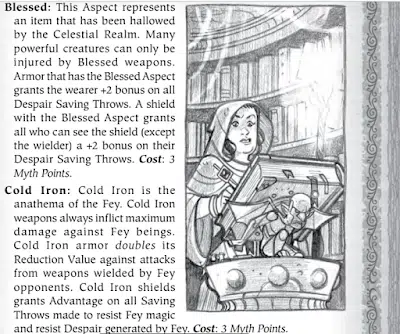 Blessed: This Aspect represents
an item that has been hallowed
by the Celestial Realm. Many
powerful creatures can only be
injured by Blessed weapons.
Armor that has the Blessed Aspect
grants the wearer +2 bonus on all
Despair Saving Throws. A shield
with the Blessed Aspect grants
all who can see the shield (except
the wielder) a +2 bonus on their
Despair Saving Throws. Cost: 3
Myth Points.
Cold Iron: Cold Iron is the
anathema of the Fey. Cold Iron
weapons always inflict maximum
damage against Fey beings.
Cold Iron armor doubles its
Reduction Value against attacks
from weapons wielded by Fey
opponents. Cold Iron shields
grants Advantage on all Saving
Throws made to resist Fey magic
and resist Despair generated by Fey. Cost: 3 Myth Points.